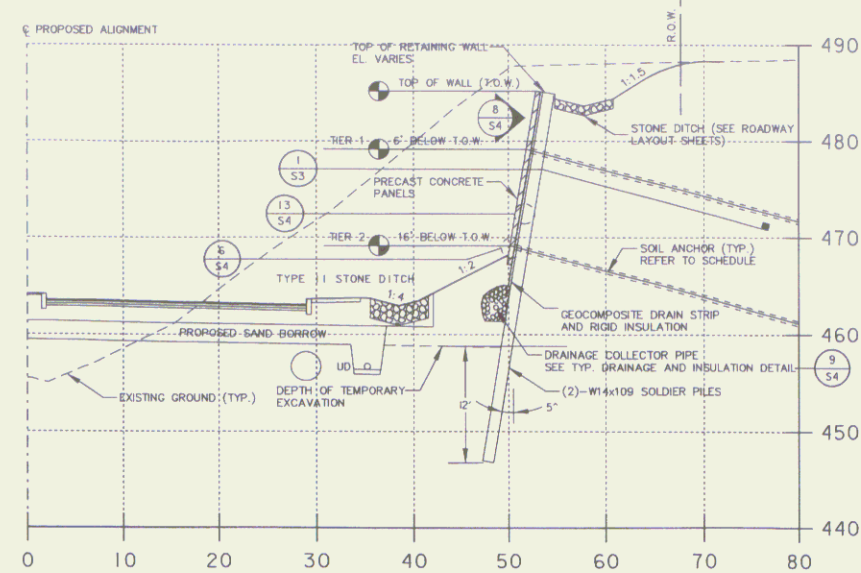 ℄ PROPOSED ALIGNMENT
R.O.W.
490
TOP OF RETAINING WALL
EL. VARIES
1:1.5
TOP OF WALL (T.O.W.)
8
S4
480
STONE DITCH (SEE ROADWAY
LAYOUT SHEETS)
TIER 1 6' BELOW T.O.W.
1
S3
PRECAST CONCRETE
PANELS
13
S4
470
TIER 2 16' BELOW T.O.W.
6
S4
SOIL ANCHOR (TYP.)
REFER TO SCHEDULE
1:2
TYPE II STONE DITCH
1:4
GEOCOMPOSITE DRAIN STRIP
AND RIGID INSULATION
460
PROPOSED SAND BORROW
DRAINAGE COLLECTOR PIPE
SEE TYP. DRAINAGE AND INSULATION DETAIL
9
S4
UD
EXISTING GROUND (TYP.)
DEPTH OF TEMPORARY
EXCAVATION
(2)-W14x109 SOLDIER PILES
12'
5°
450
440
0 10 20 30 40 50 60 70 80